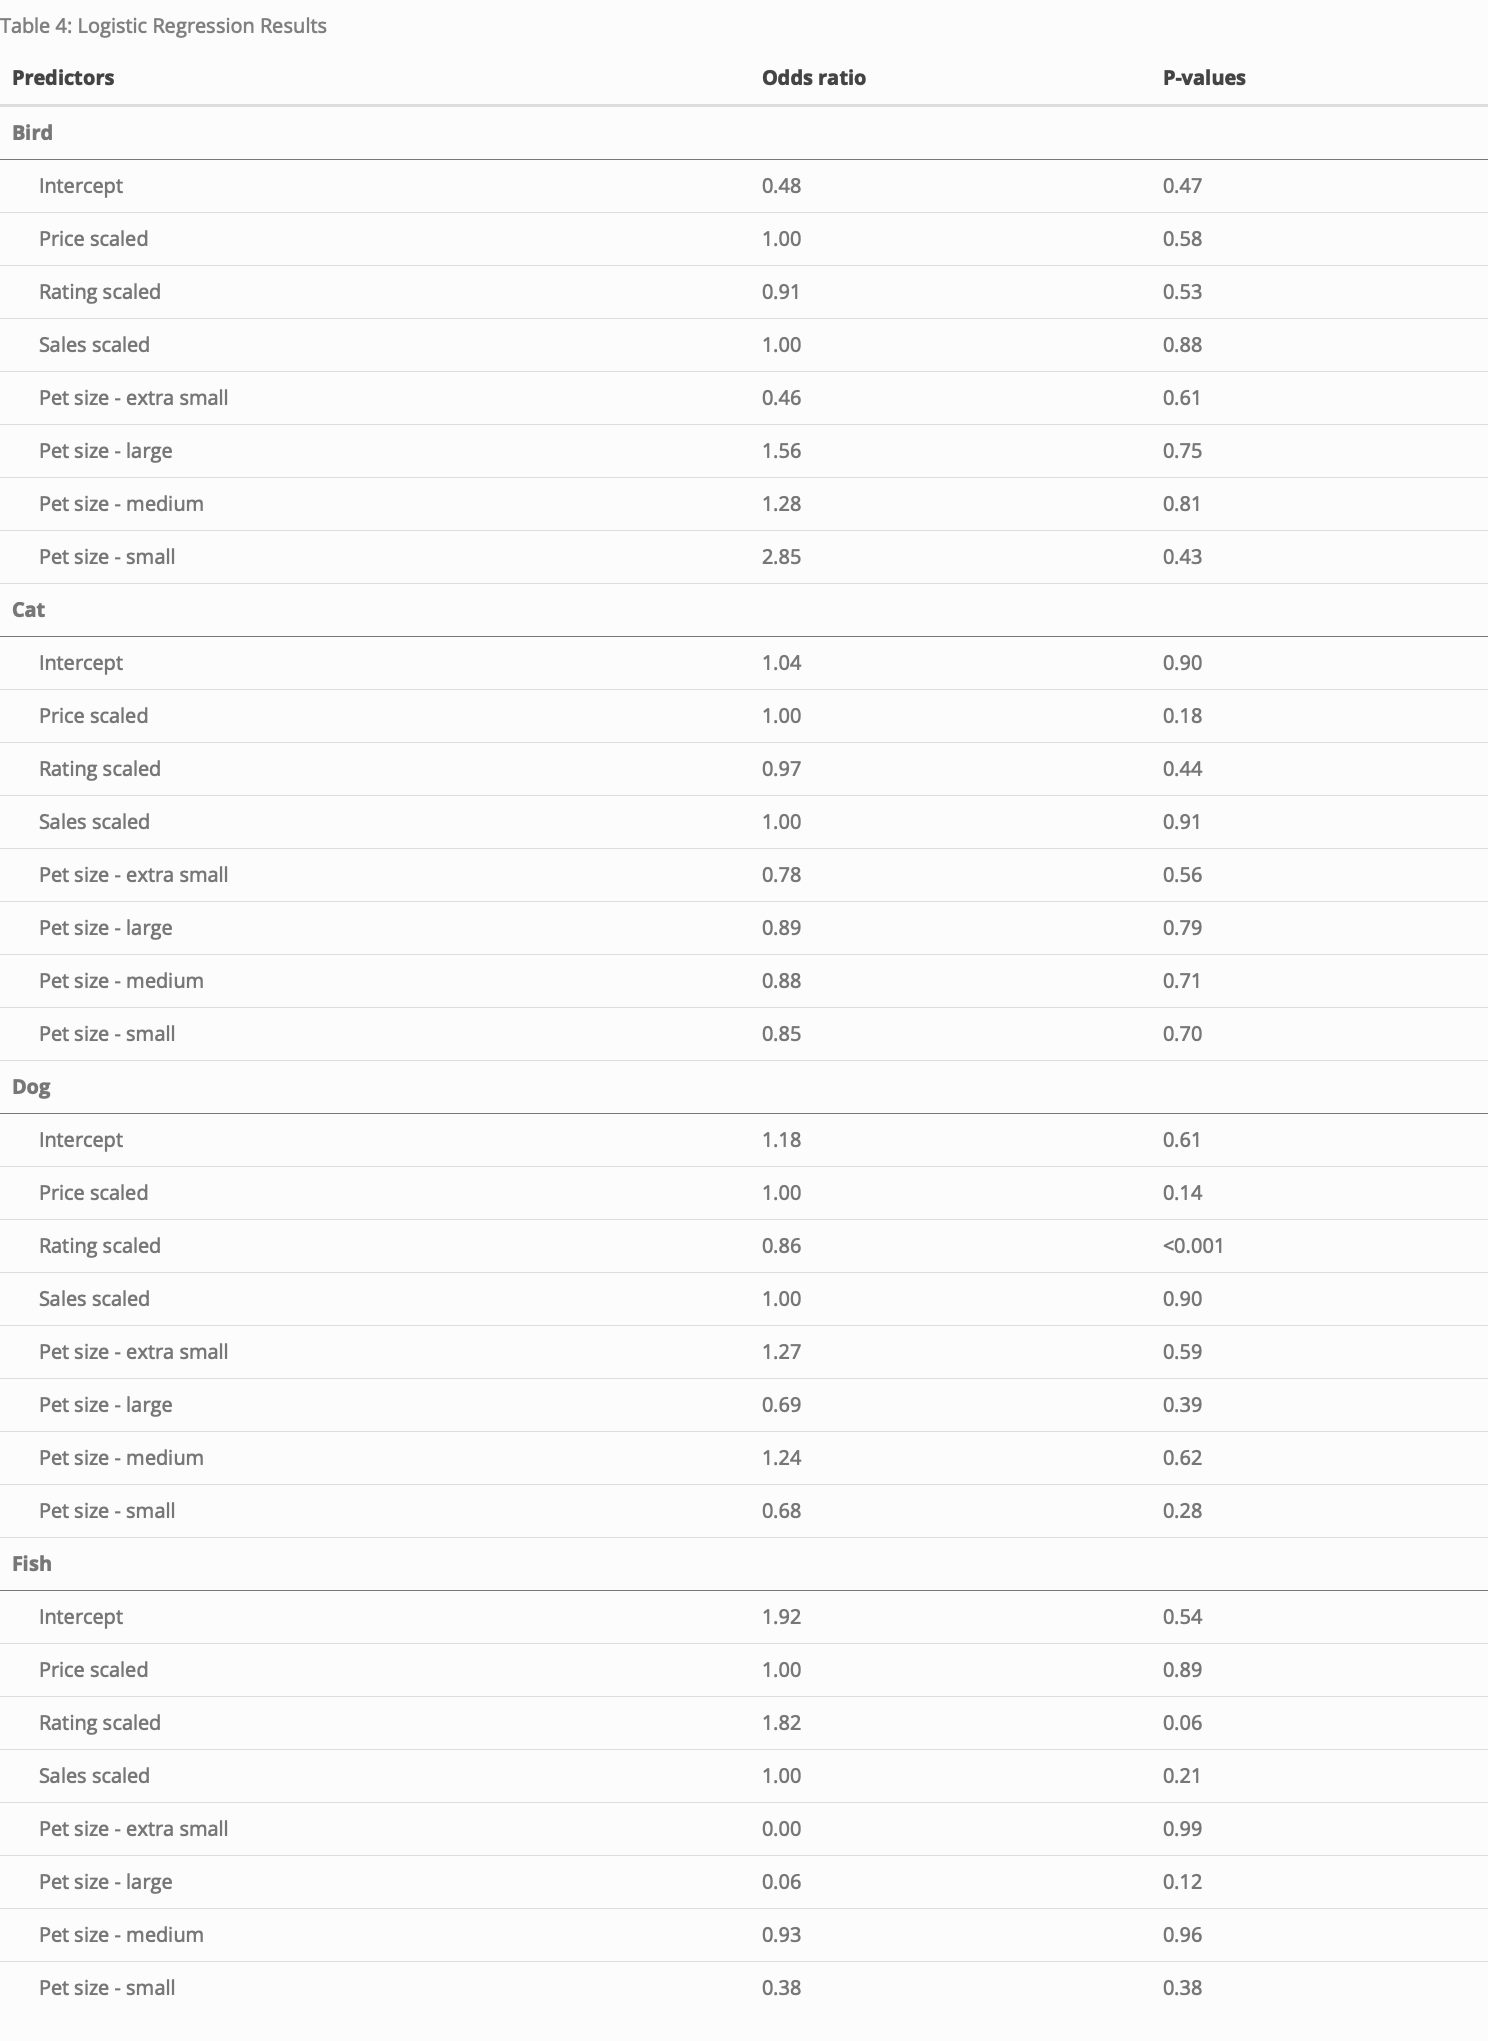 Table 4: Logistic Regression Results
Predictors Odds ratio P-values
Bird
Intercept 0.48 0.47
Price scaled 1.00 0.58
Rating scaled 0.91 0.53
Sales scaled 1.00 0.88
Pet size - extra small 0.46 0.61
Pet size - large 1.56 0.75
Pet size - medium 1.28 0.81
Pet size - small 2.85 0.43
Cat
Intercept 1.04 0.90
Price scaled 1.00 0.18
Rating scaled 0.97 0.44
Sales scaled 1.00 0.91
Pet size - extra small 0.78 0.56
Pet size - large 0.89 0.79
Pet size - medium 0.88 0.71
Pet size - small 0.85 0.70
Dog
Intercept 1.18 0.61
Price scaled 1.00 0.14
Rating scaled 0.86 <0.001
Sales scaled 1.00 0.90
Pet size - extra small 1.27 0.59
Pet size - large 0.69 0.39
Pet size - medium 1.24 0.62
Pet size - small 0.68 0.28
Fish
Intercept 1.92 0.54
Price scaled 1.00 0.89
Rating scaled 1.82 0.06
Sales scaled 1.00 0.21
Pet size - extra small 0.00 0.99
Pet size - large 0.06 0.12
Pet size - medium 0.93 0.96
Pet size - small 0.38 0.38